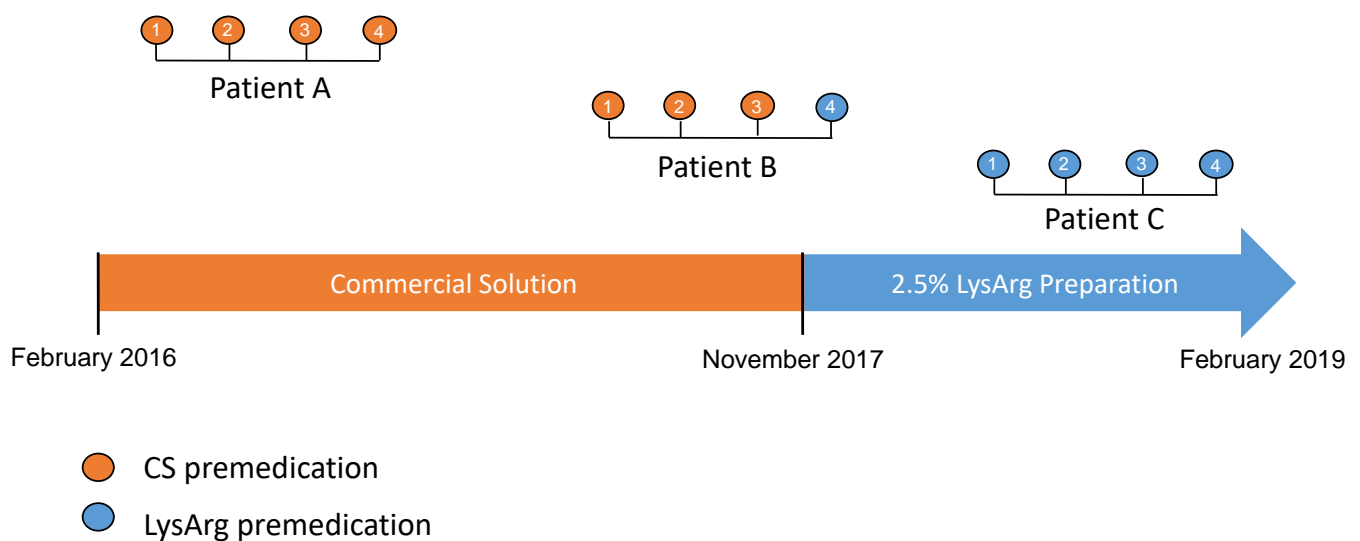 1 2 3 4
Patient A
1 2 3 4
Patient B
1 2 3 4
Patient C
Commercial Solution 2.5% LysArg Preparation
February 2016 November 2017 February 2019
CS premedication
LysArg premedication